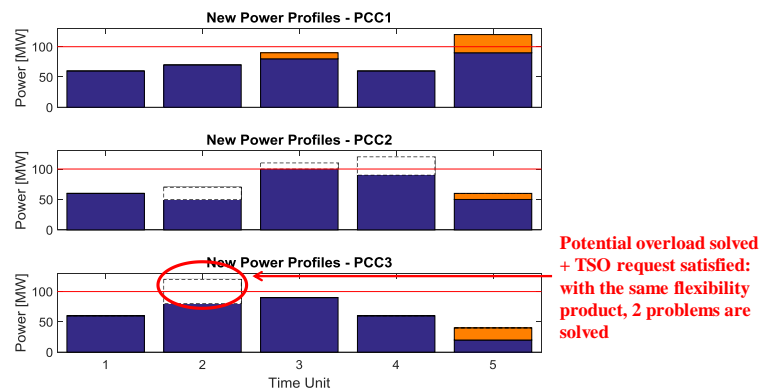 New Power Profiles - PCC1
Power [MW]
100
50
0
New Power Profiles - PCC2
Power [MW]
100
50
0
New Power Profiles - PCC3
Power [MW]
100
50
0
1 2 3 4 5
Time Unit
Potential overload solved
+ TSO request satisfied:
with the same flexibility
product, 2 problems are
solved